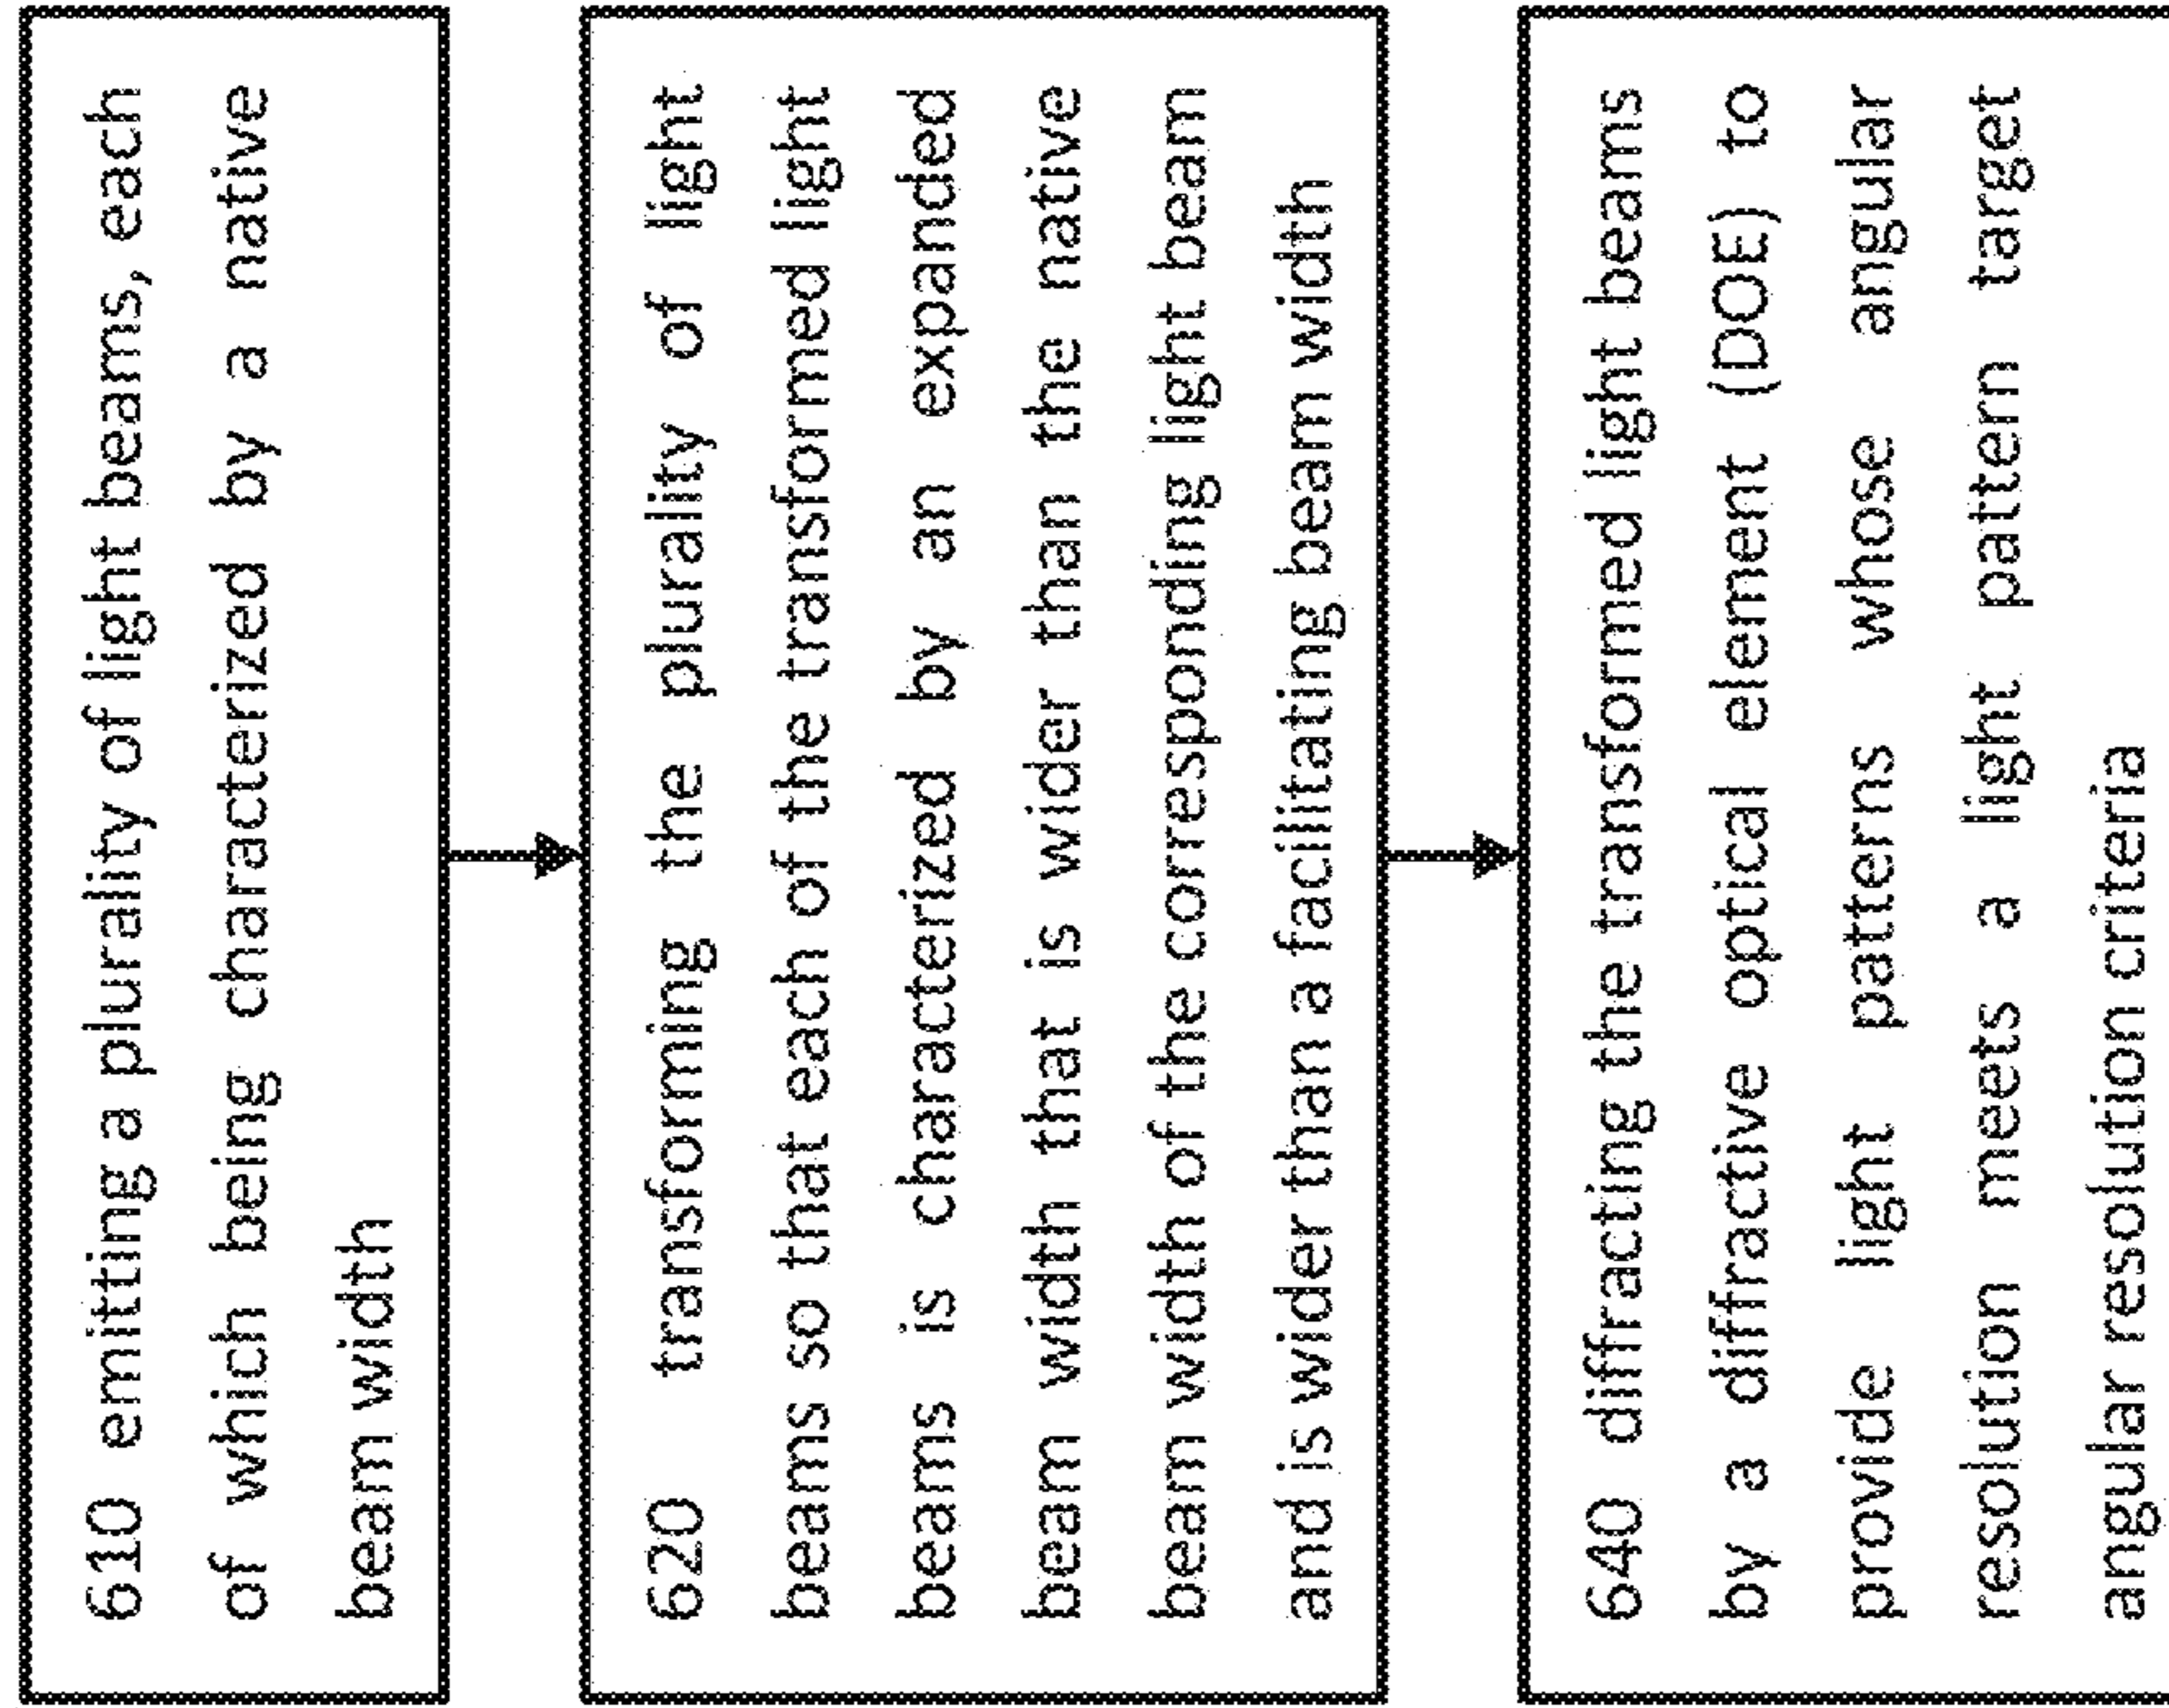 610 emitting a plurality of light beams, each
of which being characterized by a native
beam width
620 transforming the plurality of light
beams so that each of the transformed light
beams is characterized by an expanded
beam width that is wider than the native
beam width of the corresponding light beam
and is wider than a facilitating beam width
640 diffracting the transformed light beams
by a diffractive optical element (DOE) to
provide light patterns whose angular
resolution meets a light pattern target
angular resolution criteria